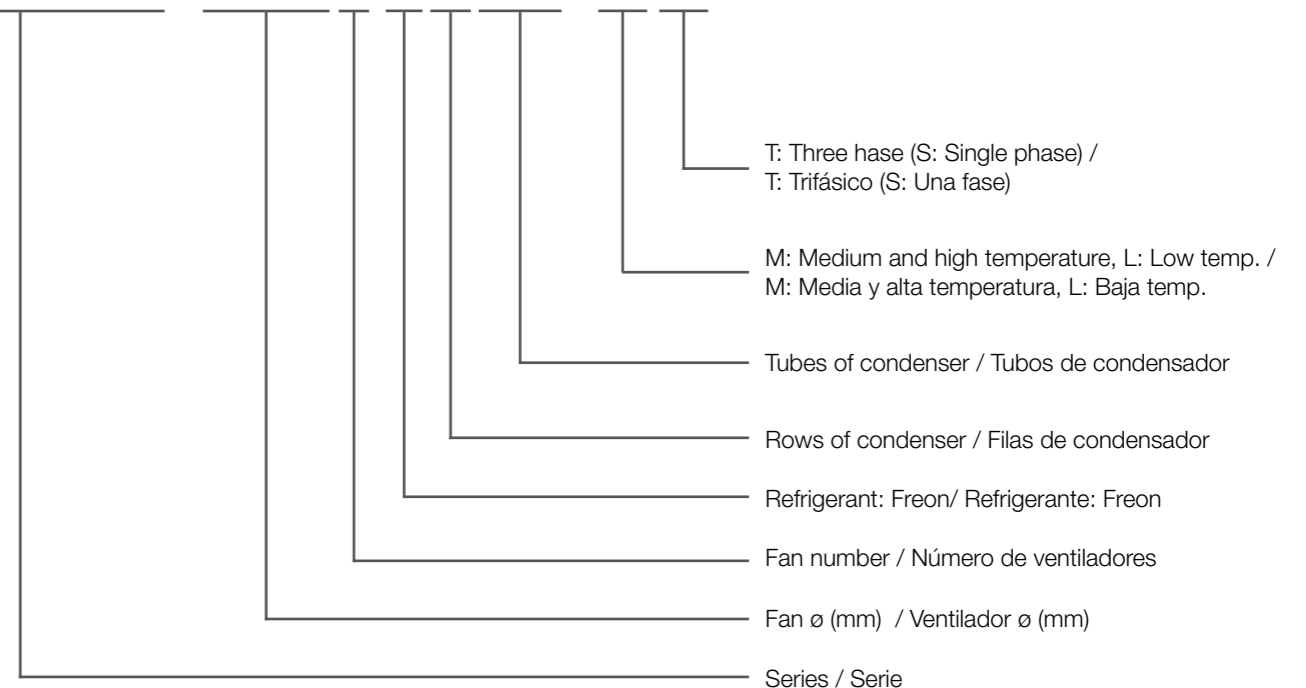 T: Three hase (S: Single phase) /
T: Trifásico (S: Una fase)
M: Medium and high temperature, L: Low temp. /
M: Media y alta temperatura, L: Baja temp.
Tubes of condenser / Tubos de condensador
Rows of condenser / Filas de condensador
Refrigerant: Freon/ Refrigerante: Freon
Fan number / Número de ventiladores
Fan ø (mm)  / Ventilador ø (mm)
Series / Serie